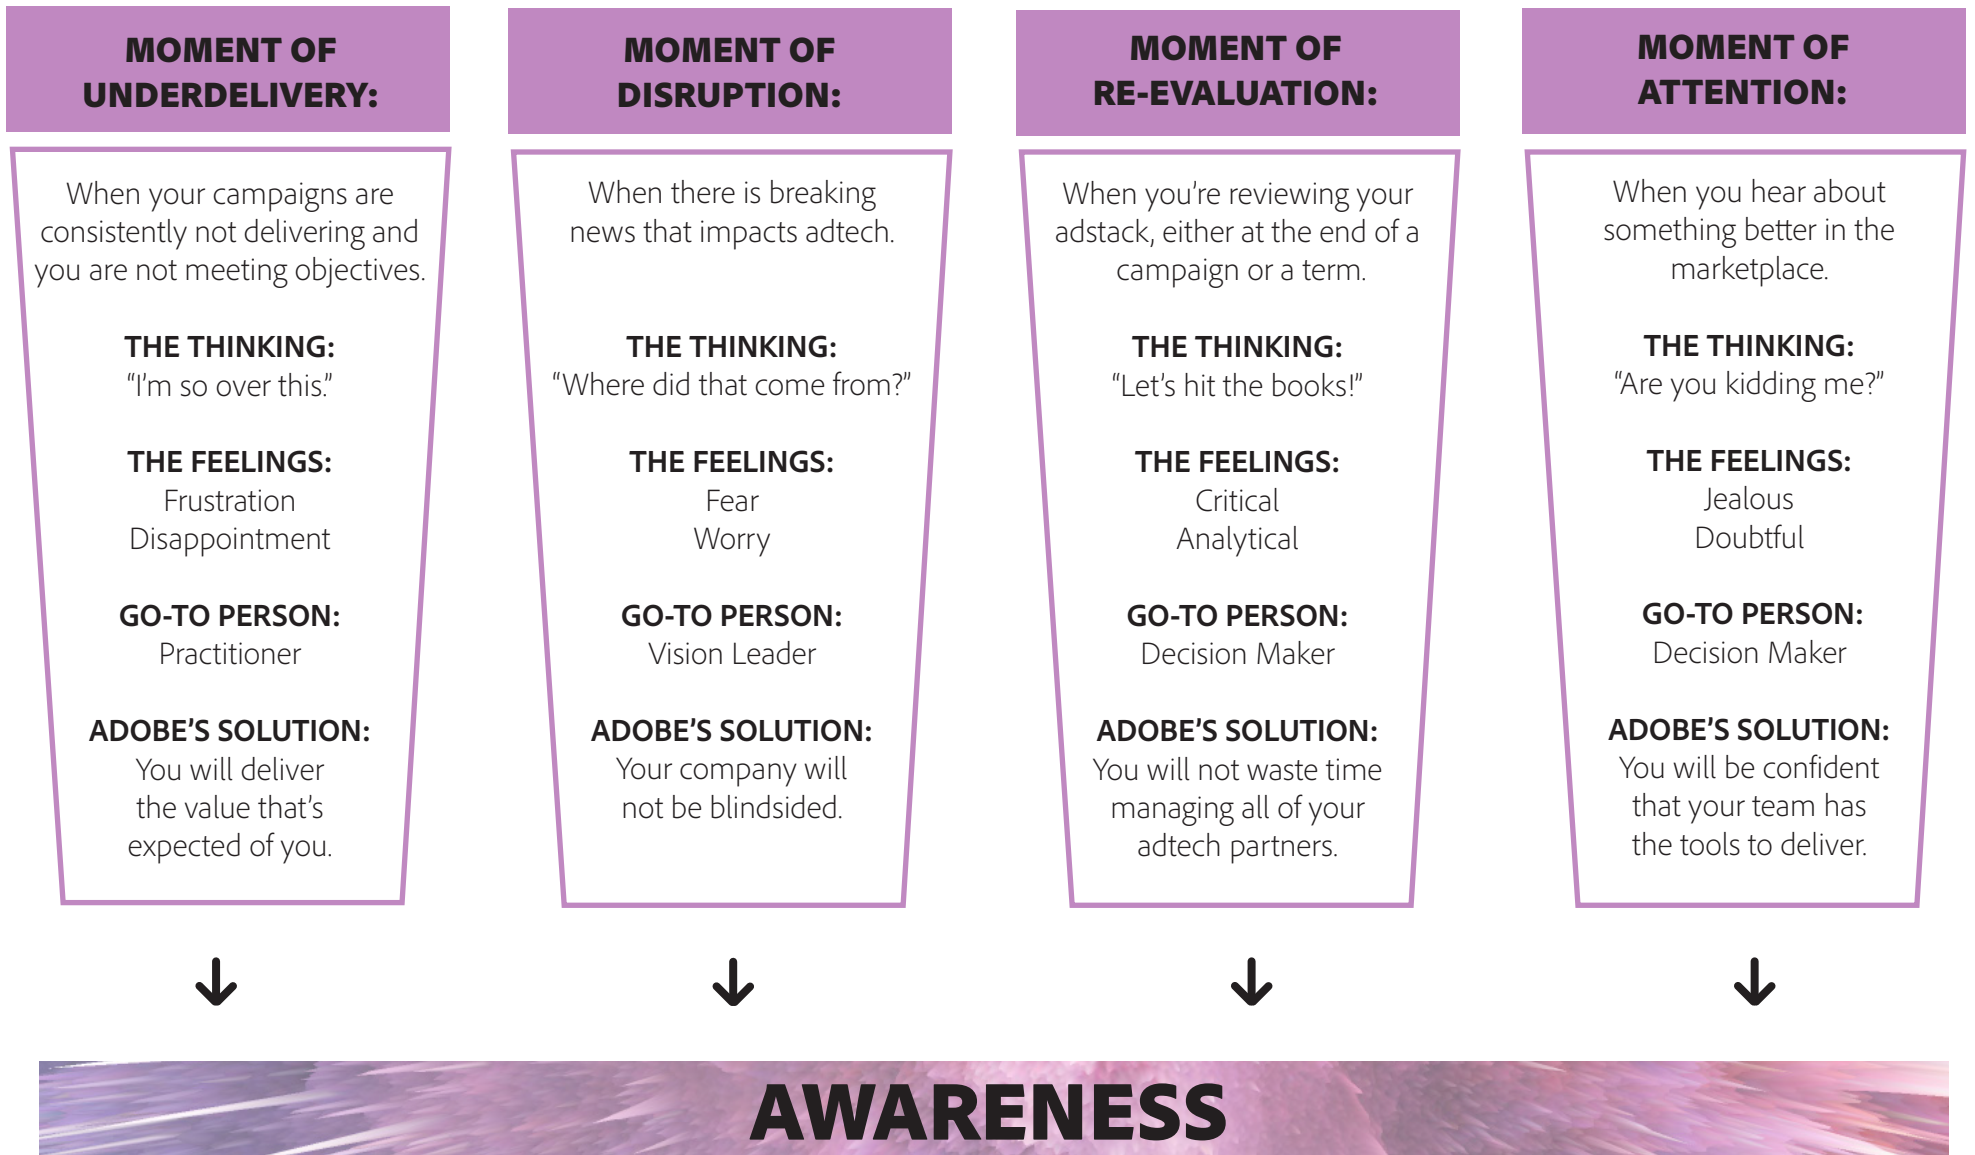 MOMENT OF
UNDERDELIVERY:
When your campaigns are
consistently not delivering and
you are not meeting objectives.
THE THINKING:
“I’m so over this.”
THE FEELINGS:
Frustration
Disappointment
GO-TO PERSON:
Practitioner
ADOBE’S SOLUTION:
You will deliver
the value that’s
expected of you.
MOMENT OF
DISRUPTION:
When there is breaking
news that impacts adtech.
THE THINKING:
“Where did that come from?”
THE FEELINGS:
Fear
Worry
GO-TO PERSON:
Vision Leader
ADOBE’S SOLUTION:
Your company will
not be blindsided.
MOMENT OF
RE-EVALUATION:
When you’re reviewing your
adstack, either at the end of a
campaign or a term.
THE THINKING:
“Let’s hit the books!”
THE FEELINGS:
Critical
Analytical
GO-TO PERSON:
Decision Maker
ADOBE’S SOLUTION:
You will not waste time
managing all of your
adtech partners.
MOMENT OF
ATTENTION:
When you hear about
something better in the
marketplace.
THE THINKING:
“Are you kidding me?”
THE FEELINGS:
Jealous
Doubtful
GO-TO PERSON:
Decision Maker
ADOBE’S SOLUTION:
You will be confident
that your team has
the tools to deliver.
AWARENESS